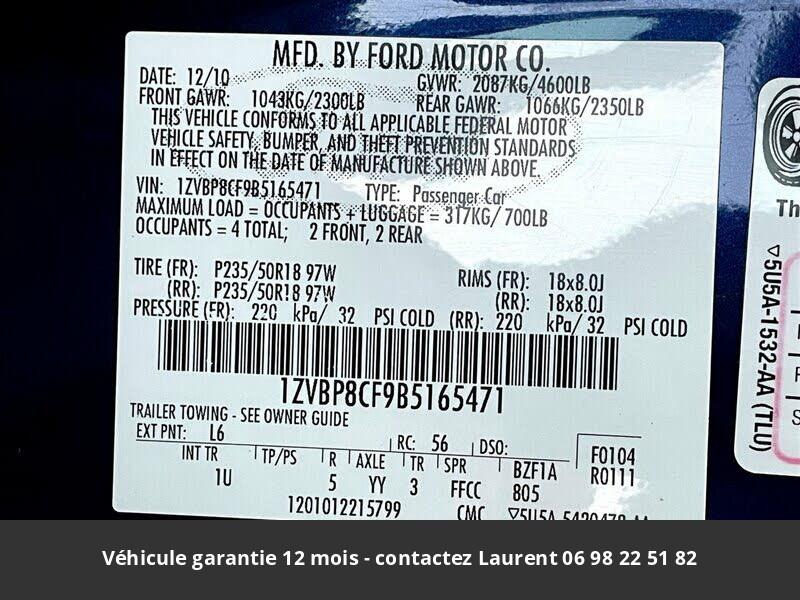 MFD. BY FORD MOTOR CO.
DATE: 12/10 GVWR: 2087KG/4600LB
FRONT GAWR: 1043KG/2300LB REAR GAWR: 1066KG/2350LB
THIS VEHICLE CONFORMS TO ALL APPLICABLE FEDERAL MOTOR
VEHICLE SAFETY, BUMPER, AND THEFT PREVENTION STANDARDS
IN EFFECT ON THE DATE OF MANUFACTURE SHOWN ABOVE.
VIN: 1ZVBP8CF9B5165471 TYPE: Passenger Car
MAXIMUM LOAD = OCCUPANTS + LUGGAGE = 317KG/ 700LB
OCCUPANTS = 4 TOTAL; 2 FRONT, 2 REAR
TIRE (FR): P235/50R18 97W RIMS (FR): 18x8.0J
(RR): P235/50R18 97W (RR): 18x8.0J
PRESSURE (FR): 220 kPa/ 32 PSI COLD (RR): 220 kPa/ 32 PSI COLD
1ZVBP8CF9B5165471
TRAILER TOWING - SEE OWNER GUIDE
EXT PNT: L6 RC: 56 DSO: F0104
INT TR TP/PS R AXLE TR SPR BZF1A R0111
1U 5 YY 3 FFCC 805
1201012215799 CMC
Th
▽5U5A-1532-AA (TLU)
Véhicule garantie 12 mois - contactez Laurent 06 98 22 51 82